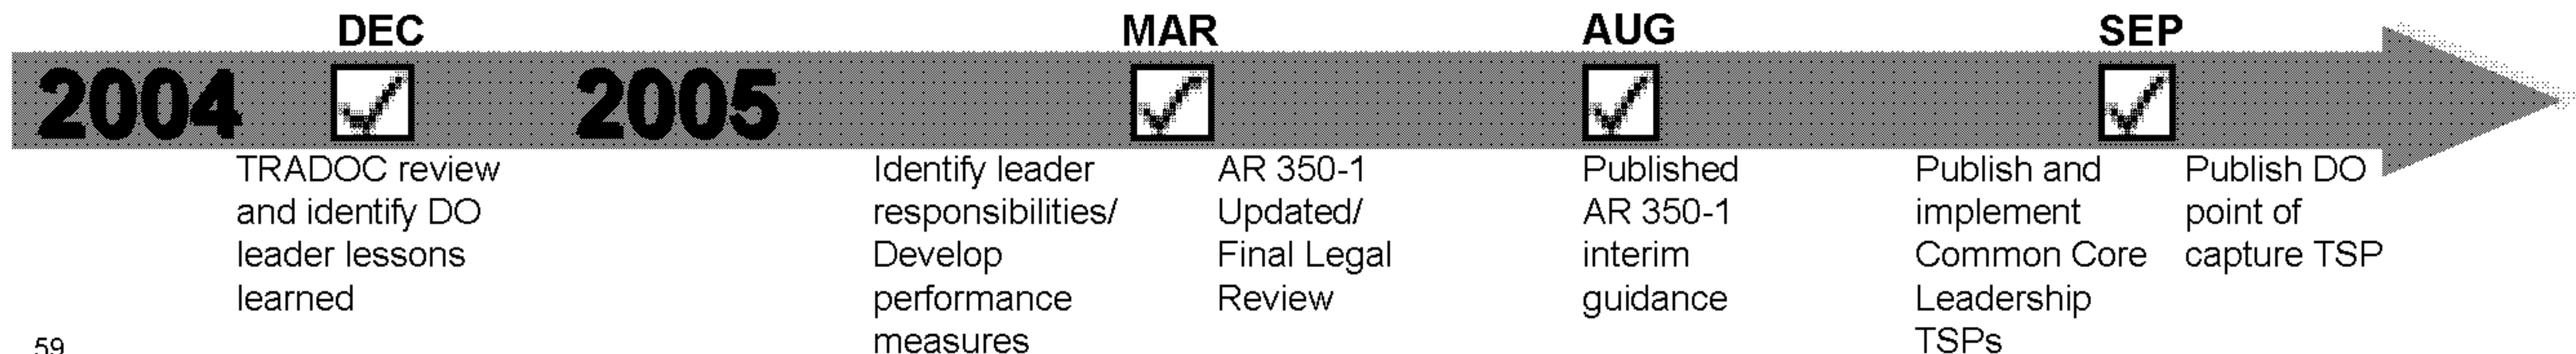 DEC
MAR
AUG
SEP
2004
2005
TRADOC review
and identify DO
leader lessons
learned
Identify leader
responsibilities/
Develop
performance
measures
AR 350-1
Updated/
Final Legal
Review
Published
AR 350-1
interim
guidance
Publish and
implement
Common Core
Leadership
TSPs
Publish DO
point of
capture TSP
59